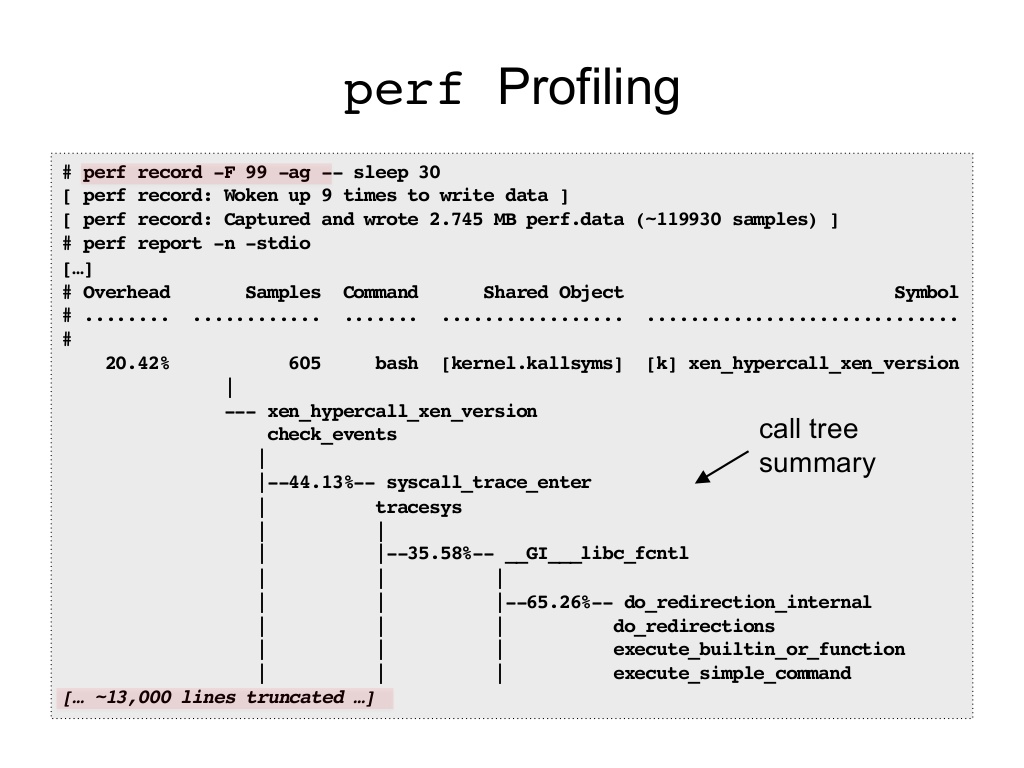 perf Profiling
# perf record -F 99 -ag -- sleep 30
[ perf record: Woken up 9 times to write data ]
[ perf record: Captured and wrote 2.745 MB perf.data (~119930 samples) ]
# perf report -n -stdio
[…]
# Overhead       Samples  Command      Shared Object                         Symbol
# ........  ............  .......  .................  .............................
#
    20.42%           605     bash  [kernel.kallsyms]  [k] xen_hypercall_xen_version
               |
               --- xen_hypercall_xen_version
                   check_events
                  |
                  |--44.13%-- syscall_trace_enter
                  |          tracesys
                  |          |
                  |          |--35.58%-- __GI___libc_fcntl
                  |          |          |
                  |          |          |--65.26%-- do_redirection_internal
                  |          |          |          do_redirections
                  |          |          |          execute_builtin_or_function
                  |          |          |          execute_simple_command
[… ~13,000 lines truncated …]
call tree
summary